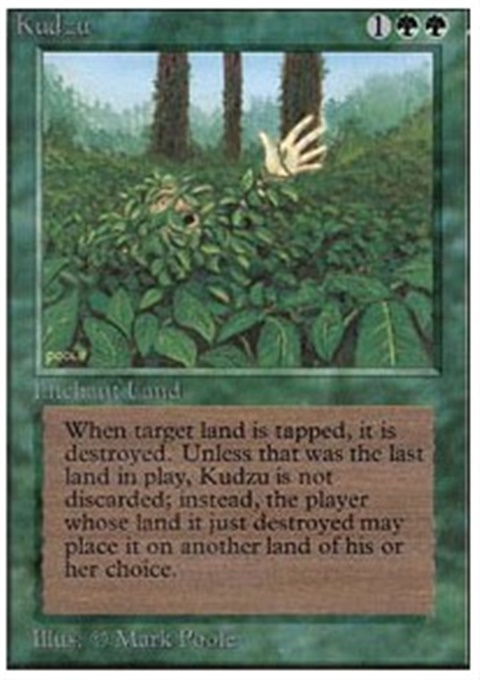 Kudzu 1
POOLE
Enchant Land
When target land is tapped, it is
destroyed. Unless that was the last
land in play, Kudzu is not
discarded; instead, the player
whose land it just destroyed may
place it on another land of his or
her choice.
Illus. © Mark Poole